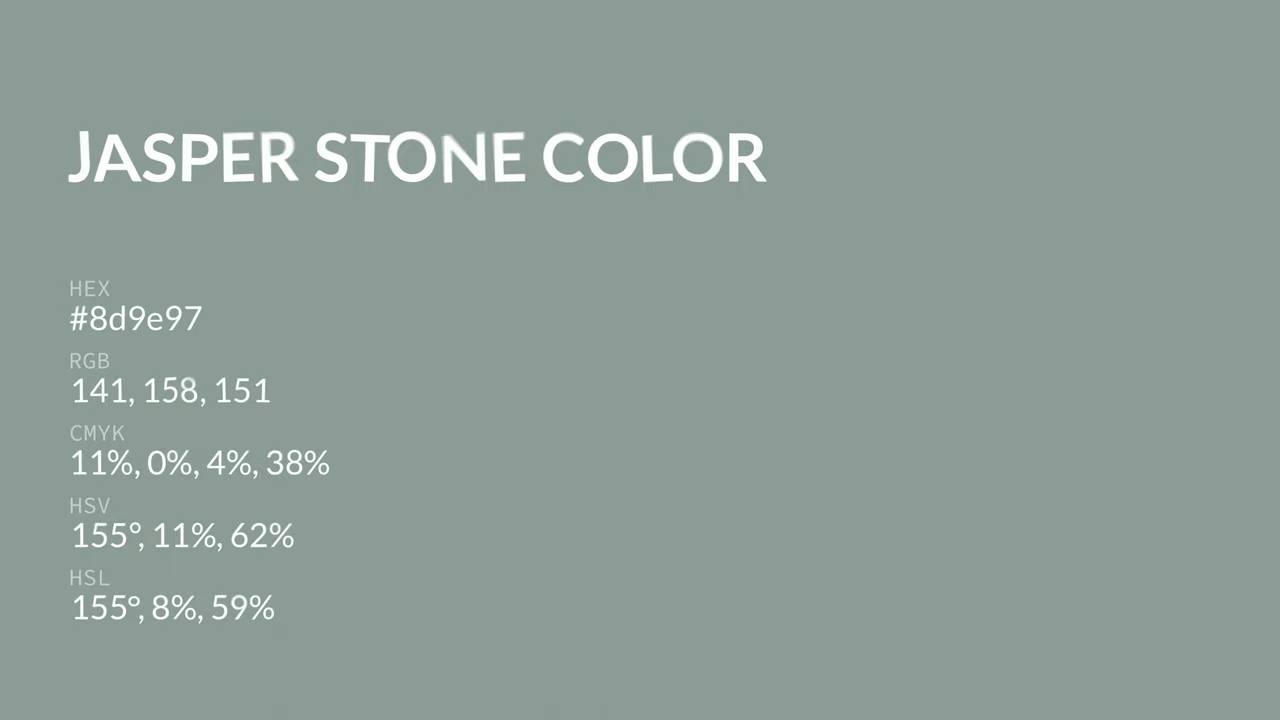 JASPER STONE COLOR
HEX
#8d9e97
RGB
141, 158, 151
CMYK
11%, 0%, 4%, 38%
HSV
155°, 11%, 62%
HSL
155°, 8%, 59%